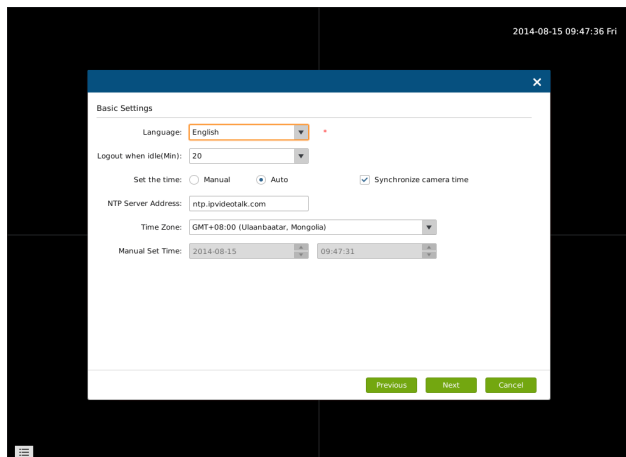 2014-08-15 09:47:36 Fri
Basic Settings
Language: English *
Logout when idle(Min): 20
Set the time: Manual Auto Synchronize camera time
NTP Server Address: ntp.ipvideotalk.com
Time Zone: GMT+08:00 (Ulaanbaatar, Mongolia)
Manual Set Time: 2014-08-15 09:47:31
Previous Next Cancel